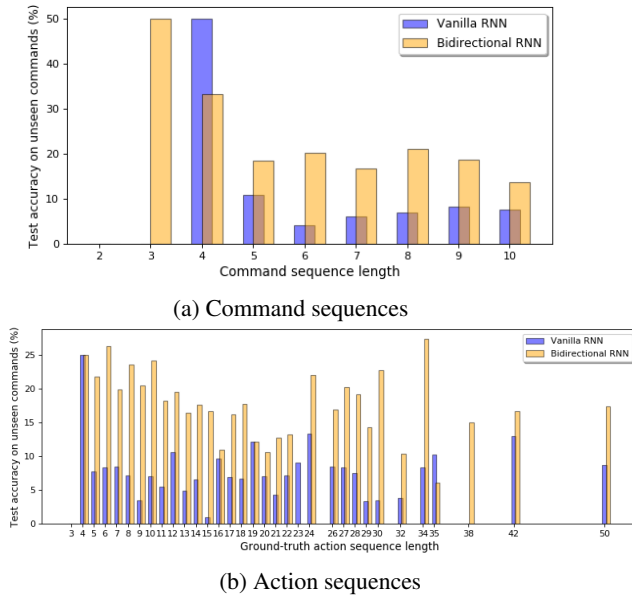 50
40
30
20
10
0
Test accuracy on unseen commands (%)
Vanilla RNN
Bidirectional RNN
2 3 4 5 6 7 8 9 10
Command sequence length
(a) Command sequences
25
20
15
10
5
0
Test accuracy on unseen commands (%)
Vanilla RNN
Bidirectional RNN
3 4 5 6 7 8 9 10 11 12 13 14 15 16 17 18 19 20 21 22 23 24 26 27 28 29 30 32 34 35 38 42 50
Ground-truth action sequence length
(b) Action sequences